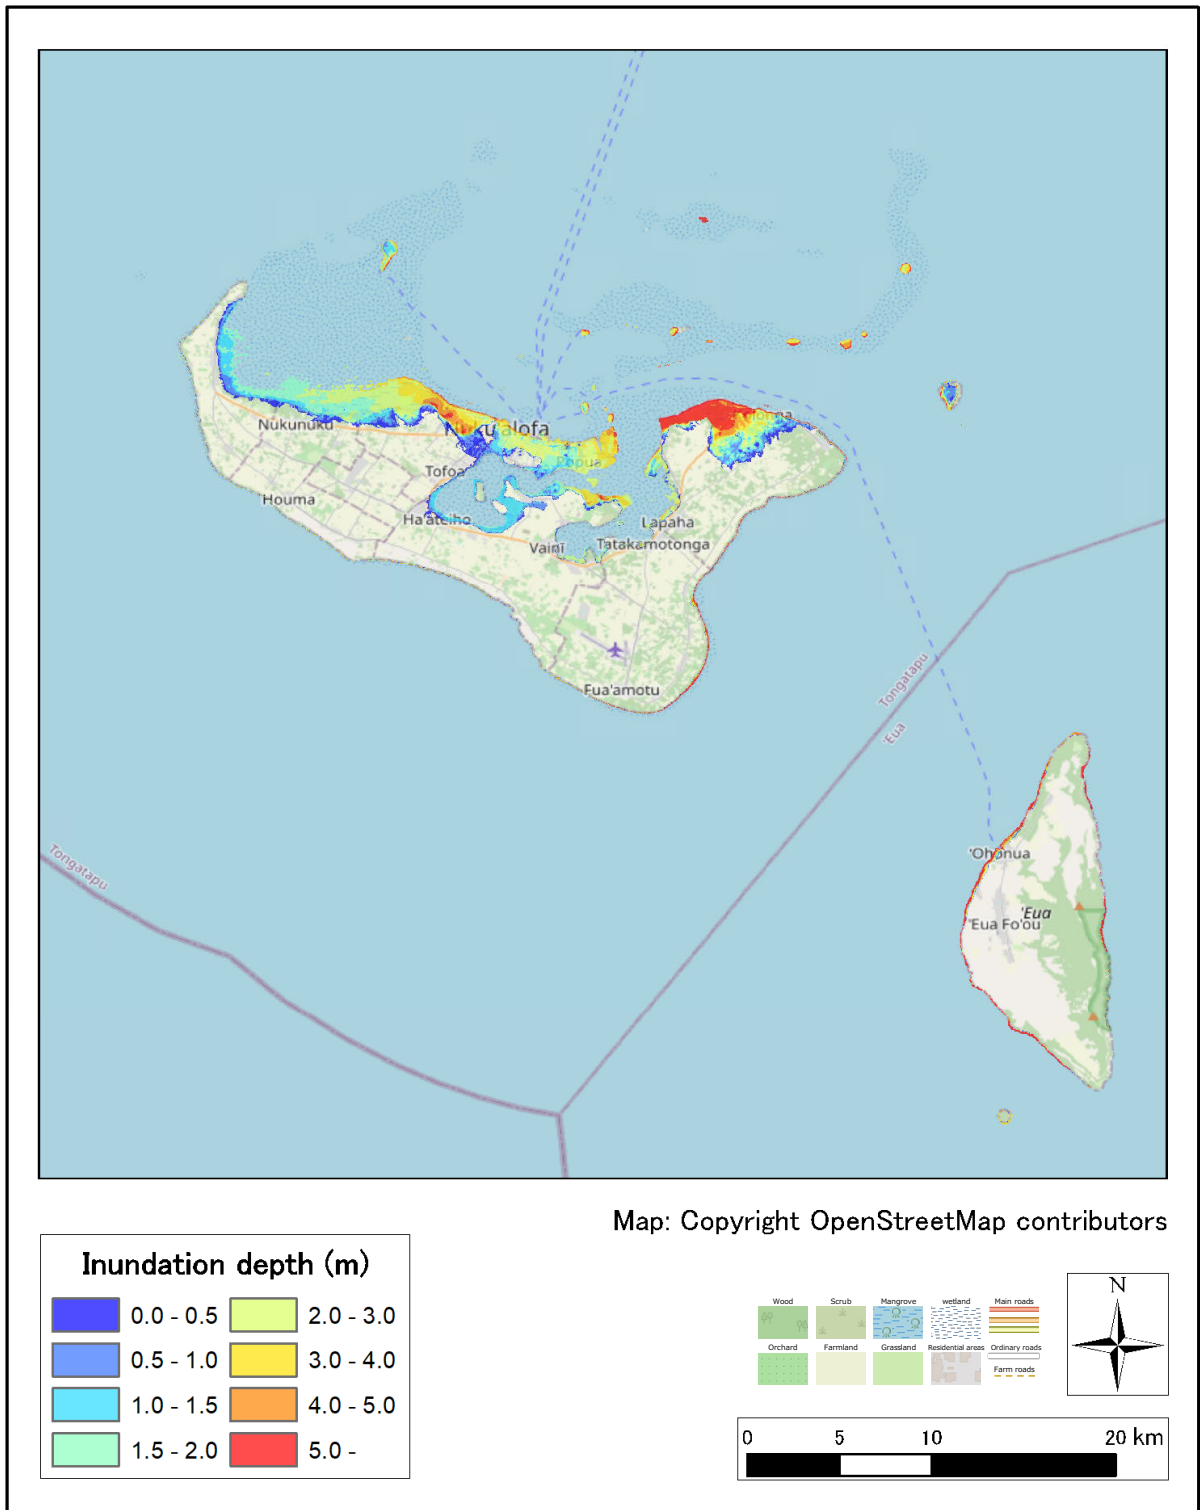 Nukunuku
Nuku'alofa
Popua
Tofoa
Houma
Ha'ateiho
Lapaha
Vainī
Tatakamotonga
Fua'amotu
Tongatapu
'Eua
'Ohonua
'Eua
'Eua Fo'ou
Tongatapu
Map: Copyright OpenStreetMap contributors
Inundation depth (m)
0.0 - 0.5
2.0 - 3.0
0.5 - 1.0
3.0 - 4.0
1.0 - 1.5
4.0 - 5.0
1.5 - 2.0
5.0 -
Wood
Scrub
Mangrove
wetland
Main roads
Orchard
Farmland
Grassland
Residential areas
Ordinary roads
Farm roads
N
0 5 10 20 km